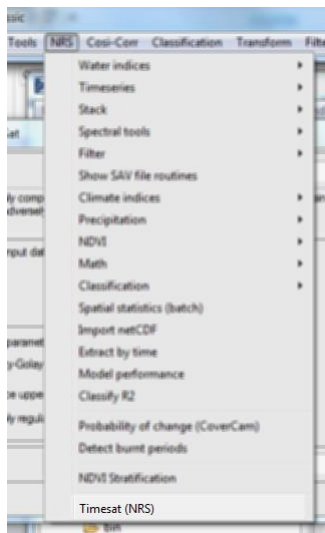 Tools NRS Cosi-Corr Classification Transform
Water indices
Timeseries
Stack
Spectral tools
Filter
Show SAV file routines
Climate indices
Precipitation
NDVI
Math
Classification
Spatial statistics (batch)
Import netCDF
Extract by time
Model performance
Classify R2
Probability of change (CoverCam)
Detect burnt periods
NDVI Stratification
Timesat (NRS)
bin